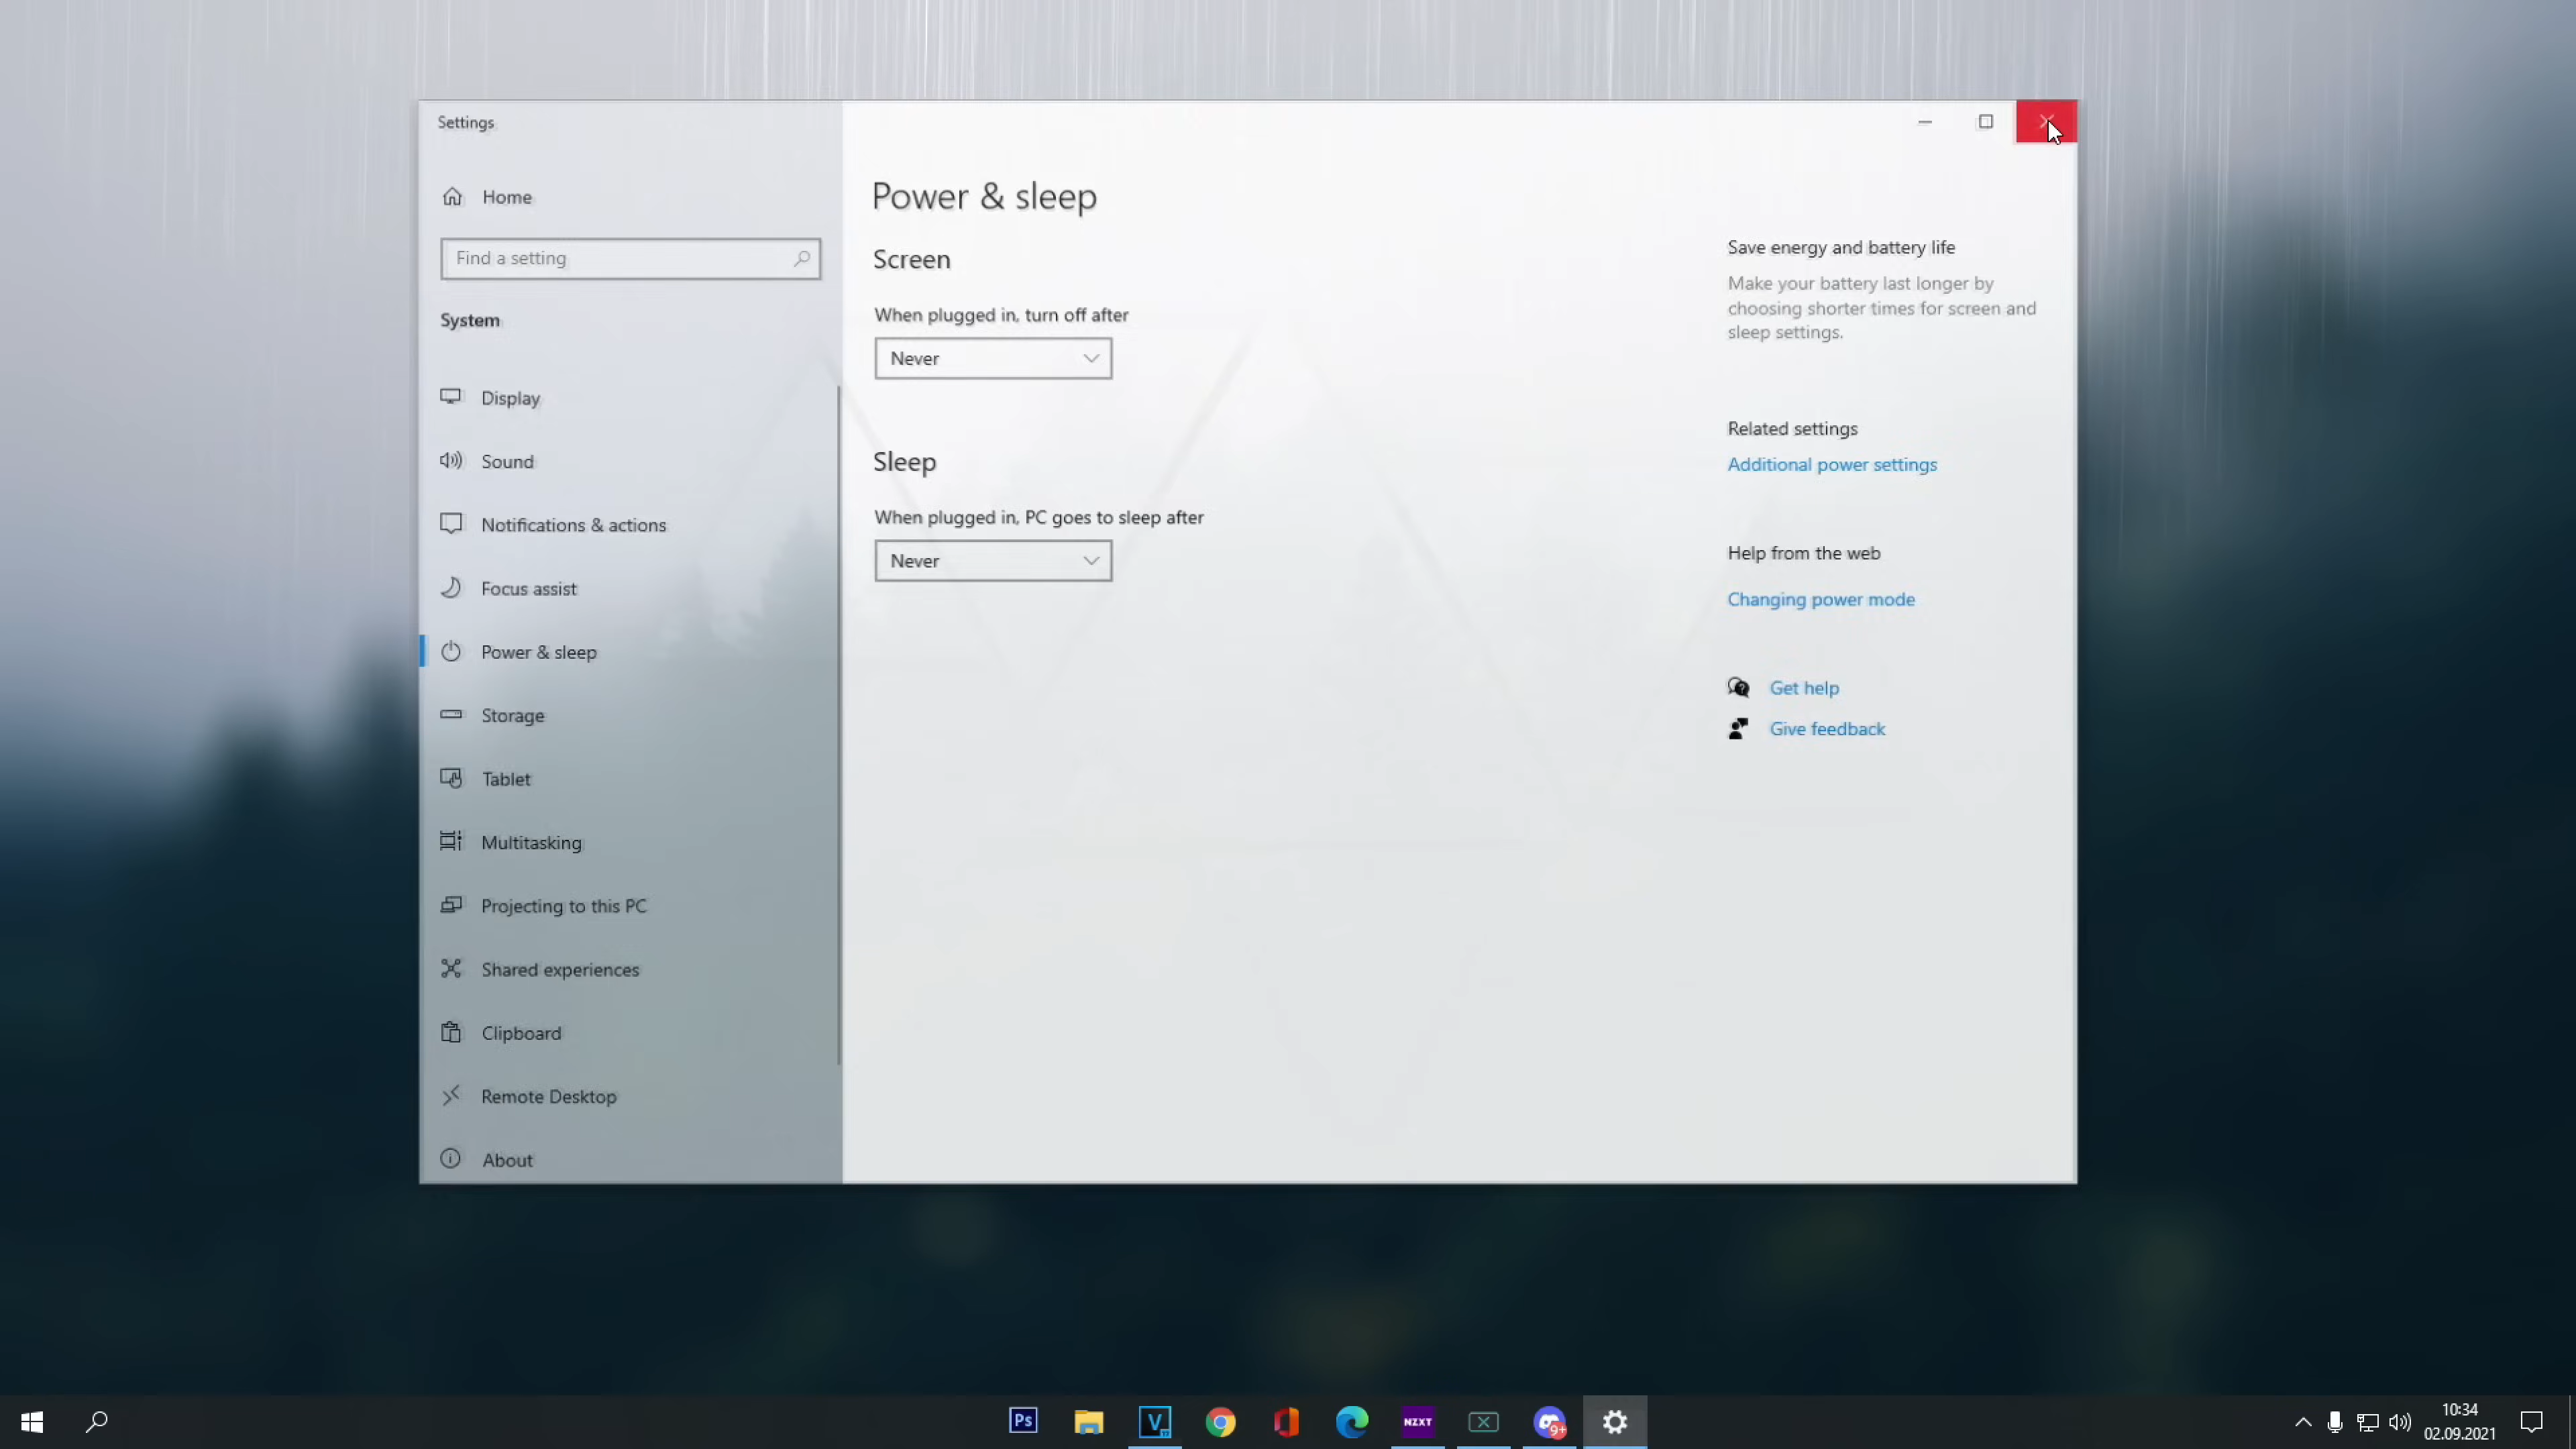 Settings
Home
Find a setting
System
Display
Sound
Notifications & actions
Focus assist
Power & sleep
Storage
Tablet
Multitasking
Projecting to this PC
Shared experiences
Clipboard
Remote Desktop
About
Power & sleep
Screen
When plugged in, turn off after
Never
Sleep
When plugged in, PC goes to sleep after
Never
Save energy and battery life
Make your battery last longer by
choosing shorter times for screen and
sleep settings.
Related settings
Additional power settings
Help from the web
Changing power mode
Get help
Give feedback
Ps
V
NZXT
9+
10:34
02.09.2021